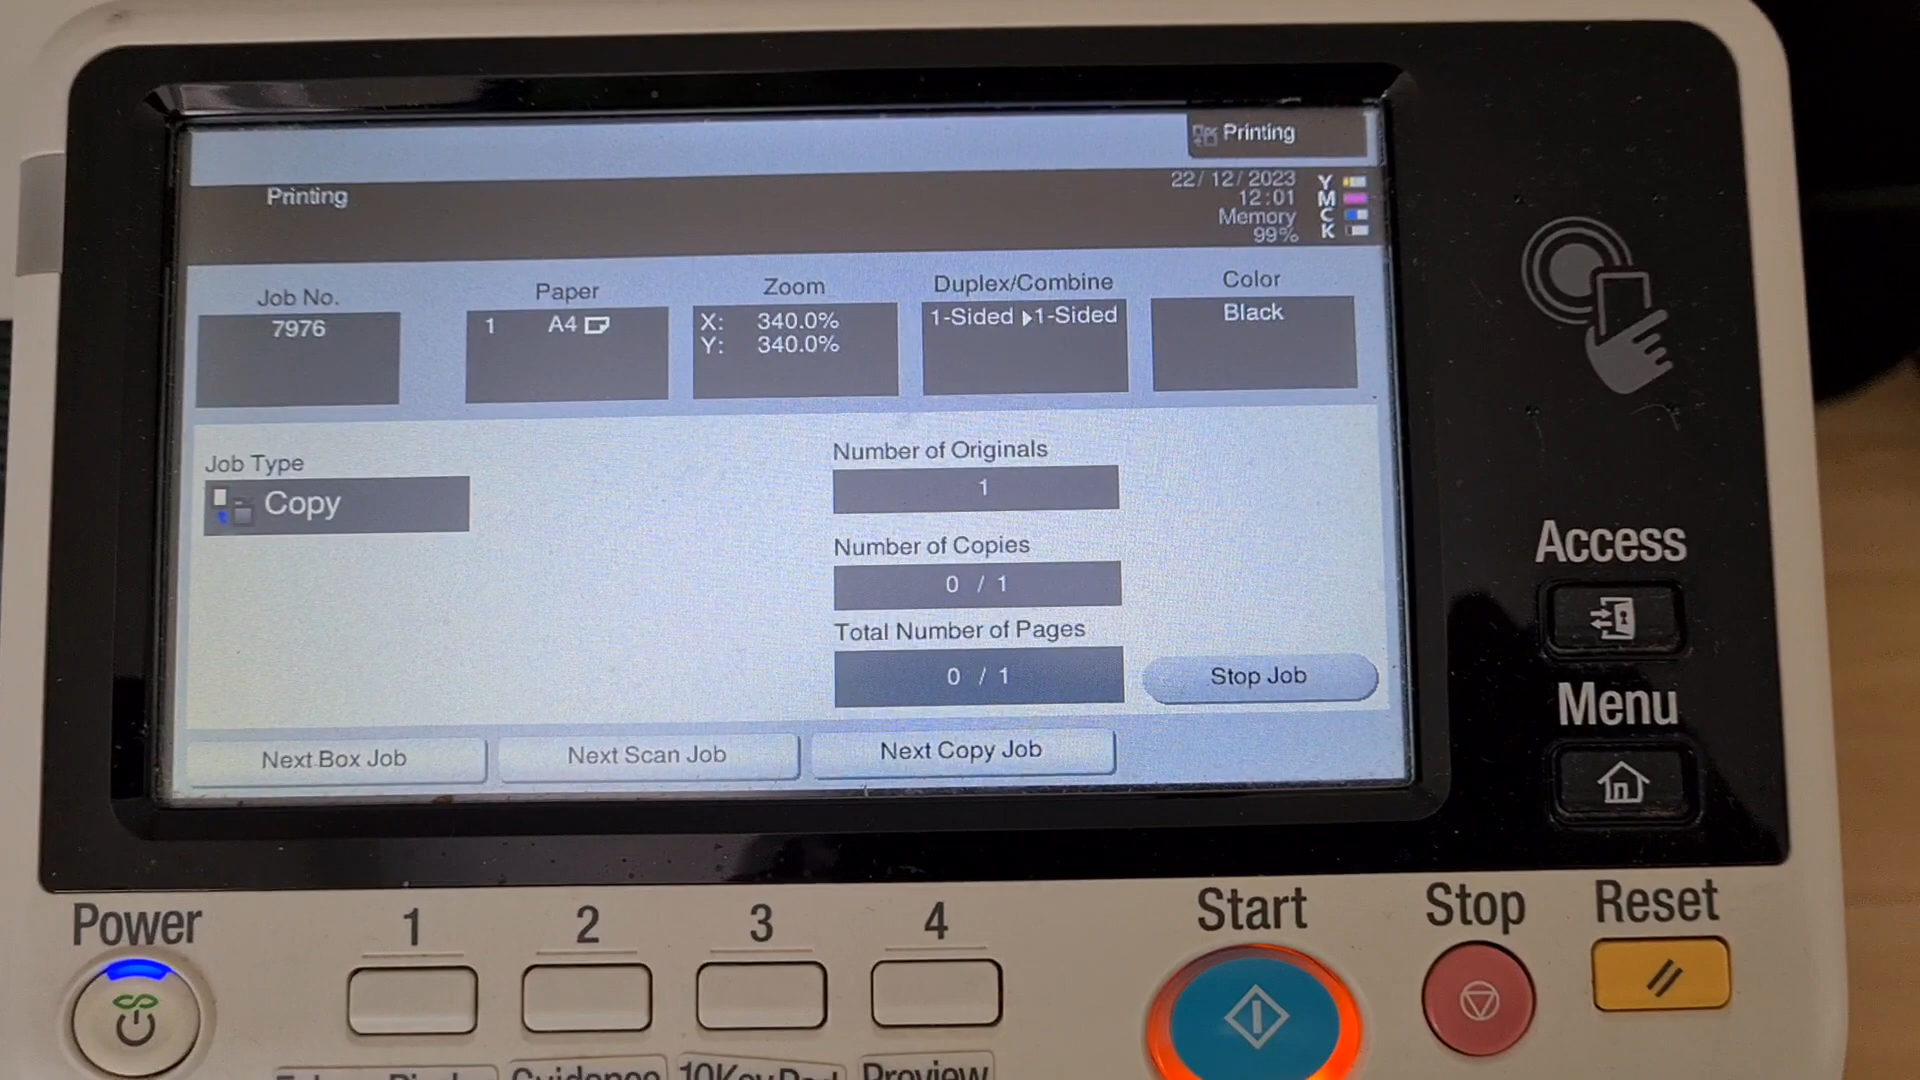 Printing
Printing
22/12/2023
12:01
Memory
99%
Y
M
C
K
Job No.
7976
Paper
1 A4
Zoom
X: 340.0%
Y: 340.0%
Duplex/Combine
1-Sided ▸1-Sided
Color
Black
Job Type
Copy
Number of Originals
1
Number of Copies
0 / 1
Total Number of Pages
0 / 1
Stop Job
Next Box Job
Next Scan Job
Next Copy Job
Access
Menu
Power
1
2
3
4
Start
Stop
Reset
Guidance
10KeyPad
Preview